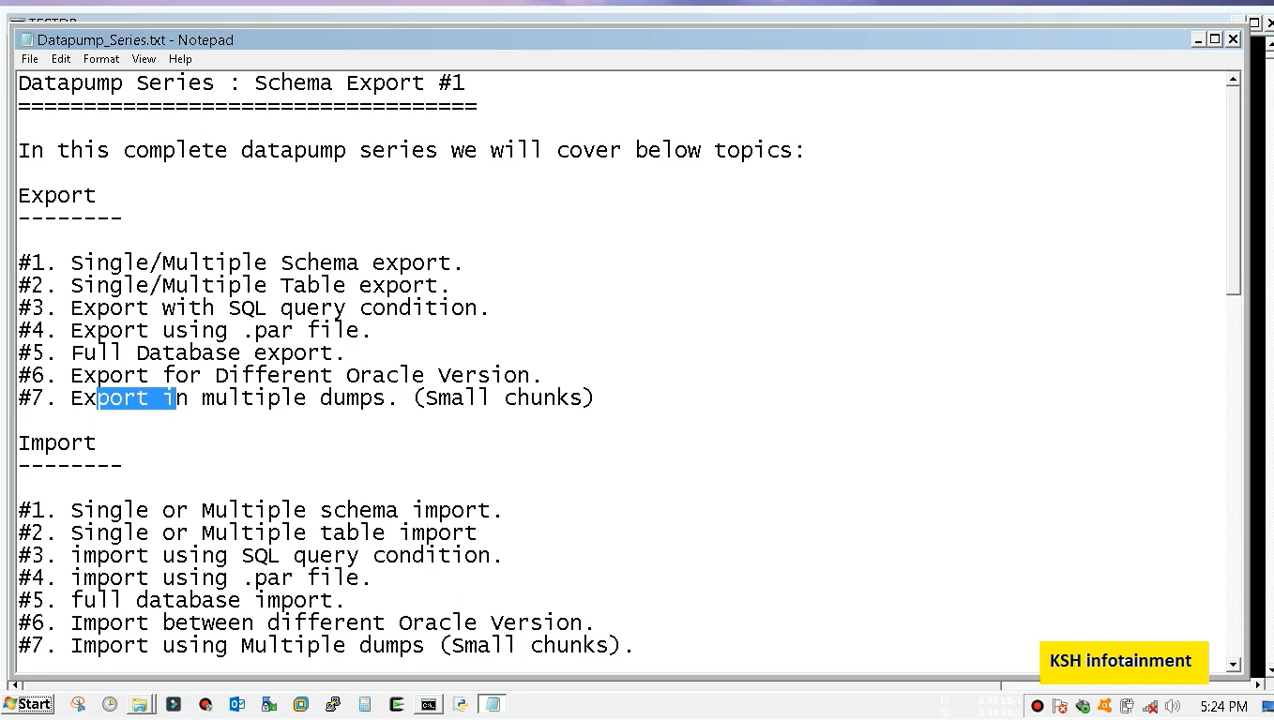 TESTDB
Datapump_Series.txt - Notepad
File Edit Format View Help
Datapump Series : Schema Export #1
===================================
In this complete datapump series we will cover below topics:
Export
--------
#1. Single/Multiple Schema export.
#2. Single/Multiple Table export.
#3. Export with SQL query condition.
#4. Export using .par file.
#5. Full Database export.
#6. Export for Different Oracle Version.
#7. Export in multiple dumps. (Small chunks)
Import
--------
#1. Single or Multiple schema import.
#2. Single or Multiple table import
#3. import using SQL query condition.
#4. import using .par file.
#5. full database import.
#6. Import between different Oracle Version.
#7. Import using Multiple dumps (Small chunks).
KSH infotainment
Start
5:24 PM